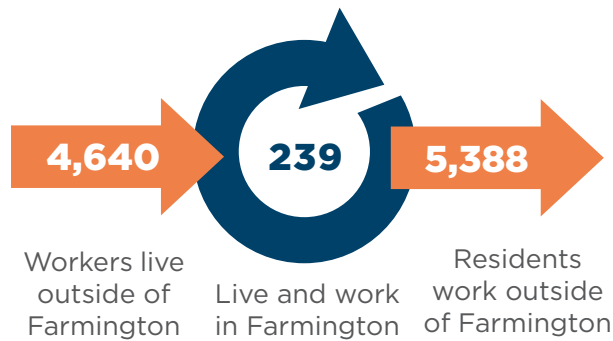 4,640
239
5,388
Workers live
outside of
Farmington
Live and work
in Farmington
Residents
work outside
of Farmington